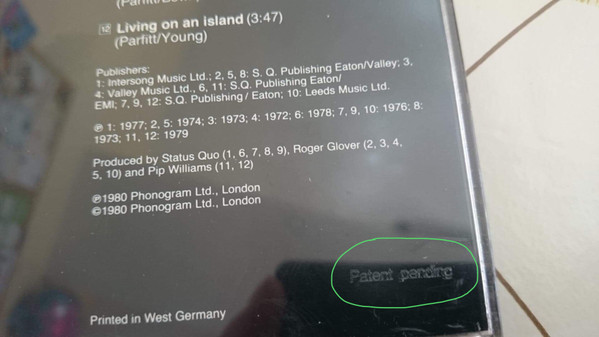 12 Living on an island (3:47)
(Parfitt/Young)
Publishers:
1: Intersong Music Ltd.; 2, 5, 8: S. Q. Publishing Eaton/Valley; 3,
4: Valley Music Ltd., 6, 11: S.Q. Publishing Eaton/
EMI; 7, 9, 12: S.Q. Publishing / Eaton; 10: Leeds Music Ltd.
℗ 1: 1977; 2, 5: 1974; 3: 1973; 4: 1972; 6: 1978; 7, 9, 10: 1976; 8:
1973; 11, 12: 1979
Produced by Status Quo (1, 6, 7, 8, 9), Roger Glover (2, 3, 4,
5, 10) and Pip Williams (11, 12)
℗1980 Phonogram Ltd., London
©1980 Phonogram Ltd., London
Patent pending
Printed in West Germany